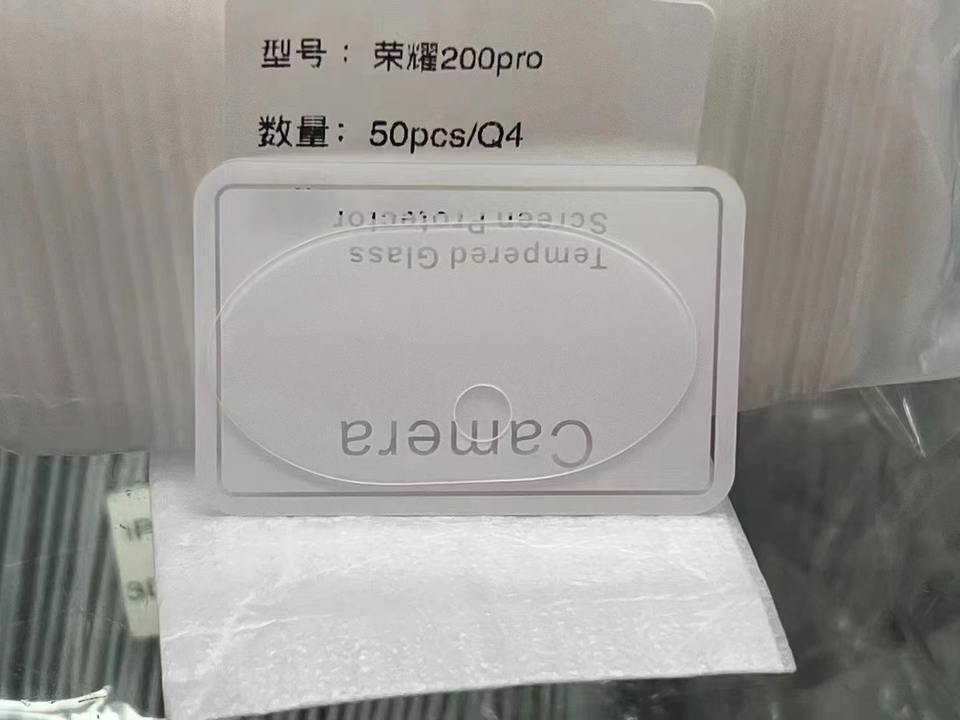 型号：荣耀200pro
数量：50pcs/Q4
Screen Protector
Tempered Glass
Camera